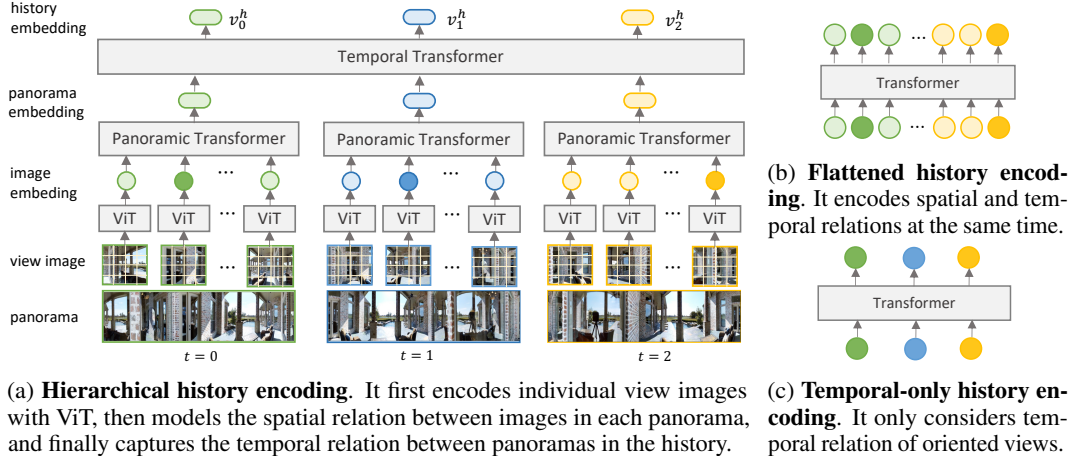 history
embedding
v_0^h
v_1^h
v_2^h
Temporal Transformer
panorama
embedding
Panoramic Transformer
Panoramic Transformer
Panoramic Transformer
image
embeding
...
...
...
ViT
ViT
...
ViT
ViT
ViT
...
ViT
ViT
ViT
...
ViT
view image
...
...
...
panorama
t = 0
t = 1
t = 2
(a) Hierarchical history encoding. It first encodes individual view images
with ViT, then models the spatial relation between images in each panorama,
and finally captures the temporal relation between panoramas in the history.
...
Transformer
...
(b) Flattened history encod-
ing. It encodes spatial and tem-
poral relations at the same time.
Transformer
(c) Temporal-only history en-
coding. It only considers tem-
poral relation of oriented views.